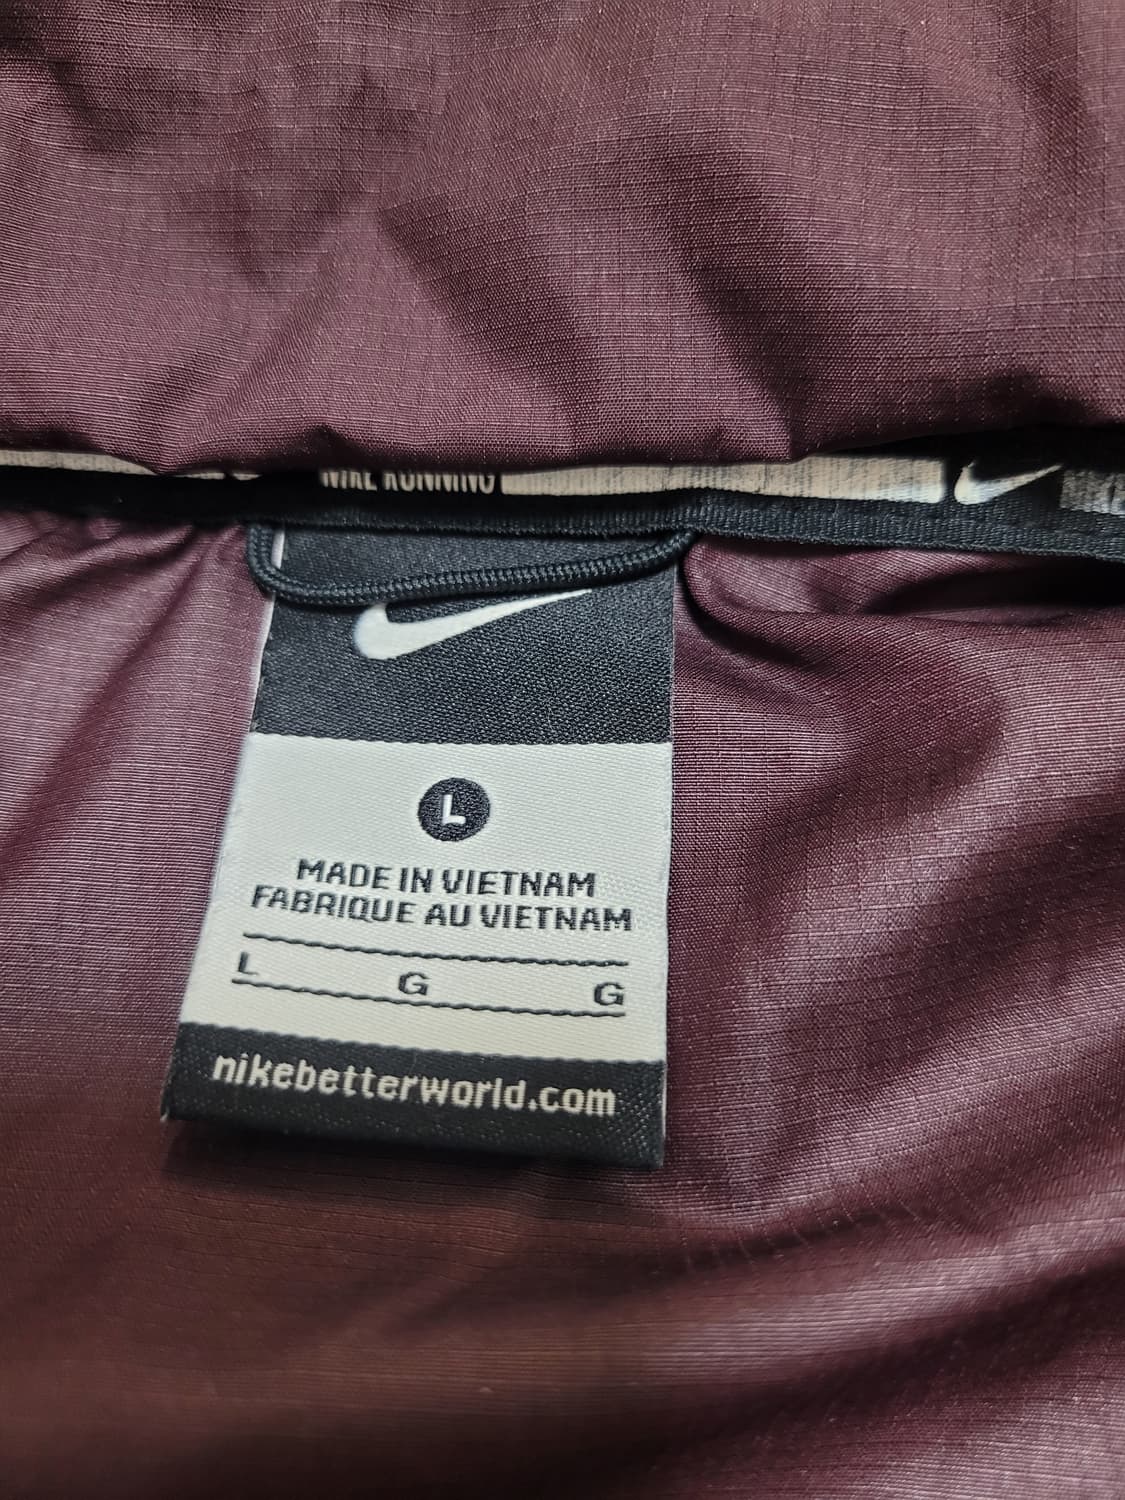 NIKE RUNNING
L
MADE IN VIETNAM
FABRIQUE AU VIETNAM
L G G
nikebetterworld.com